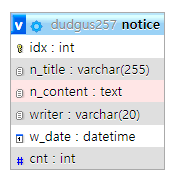 v dudgus257 notice
idx : int
n_title : varchar(255)
n_content : text
writer : varchar(20)
w_date : datetime
# cnt : int